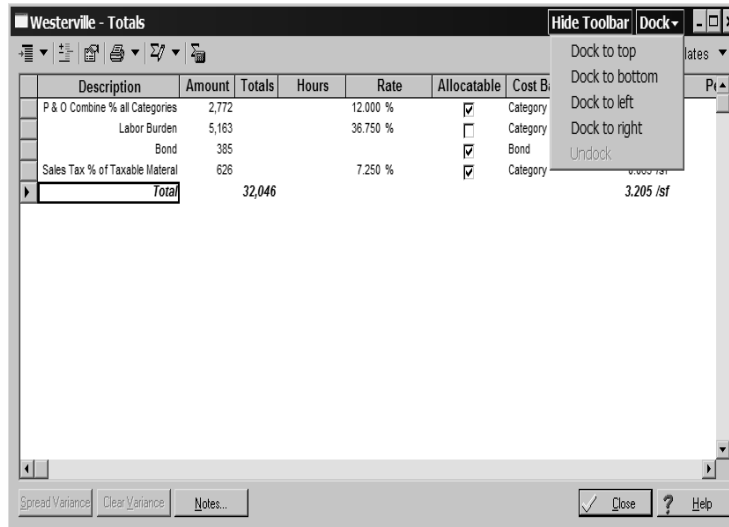 Westerville - Totals Hide Toolbar Dock
Dock to top
Dock to bottom
Dock to left
Dock to right
Undock
Description Amount Totals Hours Rate Allocatable Cost
P & O Combine % all Categories 2,772 12.000 % Category
Labor Burden 5,163 36.750 % Category
Bond 385 Bond
Sales Tax % of Taxable Materal 626 7.250 % Category
Total 32,046 3.205 /sf
Spread Variance Clear Variance Notes... Close ? Help